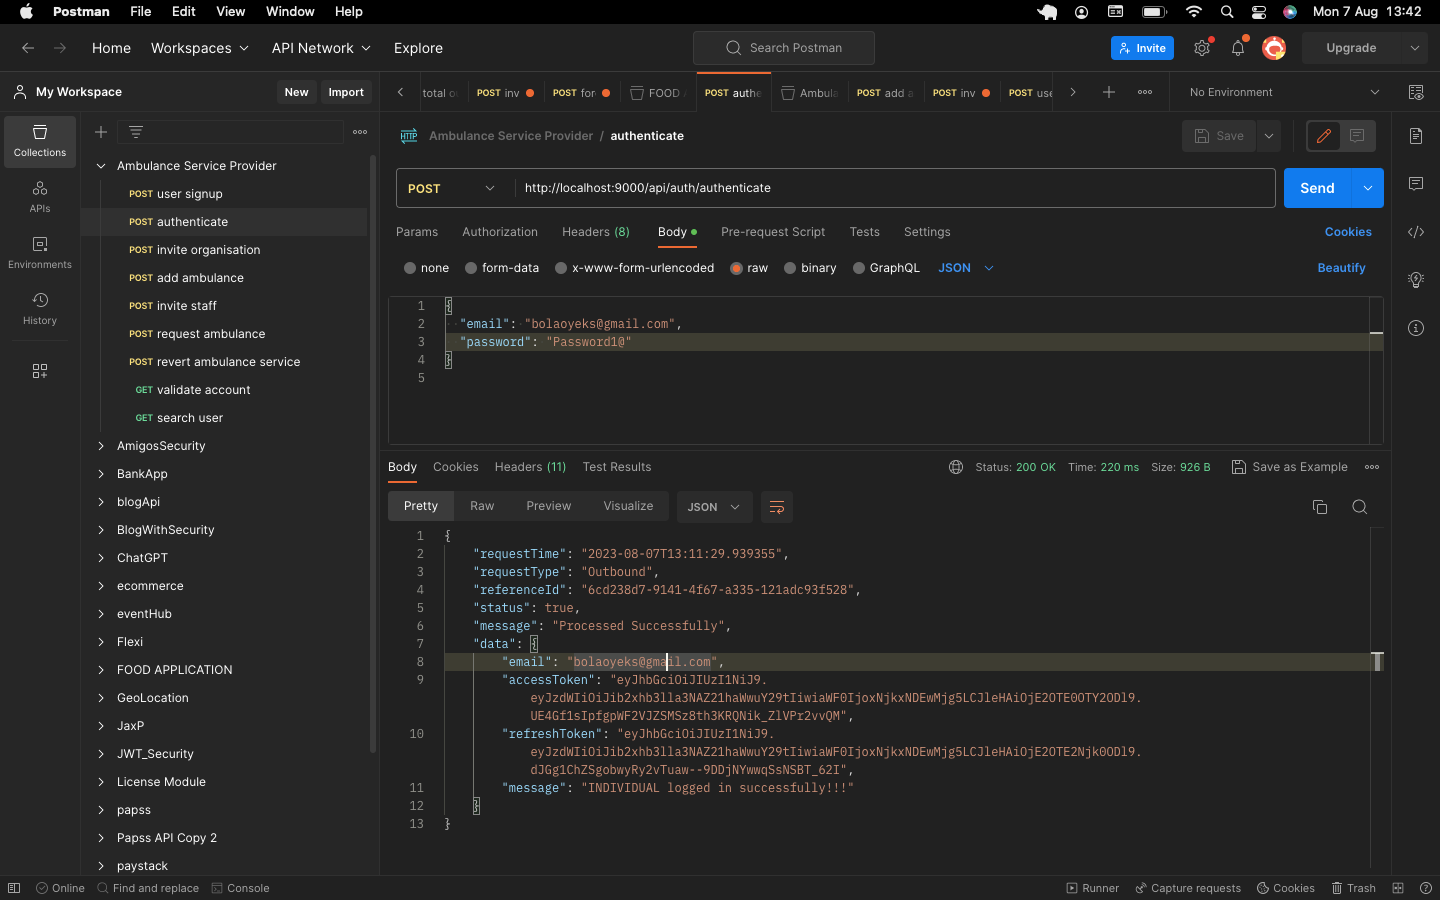 Postman File Edit View Window Help Mon 7 Aug 13:42
Home Workspaces API Network Explore Search Postman Invite Upgrade
My Workspace New Import total POST inv POST for FOOD POST authe Ambula POST add a POST inv POST use No Environment
Collections
APIs
Environments
History
Ambulance Service Provider
POST user signup
POST authenticate
POST invite organisation
POST add ambulance
POST invite staff
POST request ambulance
POST revert ambulance service
GET validate account
GET search user
AmigosSecurity
BankApp
blogApi
BlogWithSecurity
ChatGPT
ecommerce
eventHub
Flexi
FOOD APPLICATION
GeoLocation
JaxP
JWT_Security
License Module
papss
Papss API Copy 2
paystack
HTTP Ambulance Service Provider / authenticate Save
POST http://localhost:9000/api/auth/authenticate Send
Params Authorization Headers (8) Body Pre-request Script Tests Settings Cookies
none form-data x-www-form-urlencoded raw binary GraphQL JSON Beautify
1 {
2 "email": "bolaoyeks@gmail.com",
3 "password": "Password1@"
4 }
5
Body Cookies Headers (11) Test Results Status: 200 OK Time: 220 ms Size: 926 B Save as Example
Pretty Raw Preview Visualize JSON
1 {
2 "requestTime": "2023-08-07T13:11:29.939355",
3 "requestType": "Outbound",
4 "referenceId": "6cd238d7-9141-4f67-a335-121adc93f528",
5 "status": true,
6 "message": "Processed Successfully",
7 "data": {
8 "email": "bolaoyeks@gmail.com",
9 "accessToken": "eyJhbGciOiJIUzI1NiJ9.
eyJzdWIiOiJib2xhb3lla3NAZ21haWwuY29tIiwiaWF0IjoxNjkxNDEwMjg5LCJleHAiOjE2OTE0OTY2ODl9.
UE4Gf1sIpfgpWF2VJZSMSz8th3KRQNik_ZlVPr2vvQM",
10 "refreshToken": "eyJhbGciOiJIUzI1NiJ9.
eyJzdWIiOiJib2xhb3lla3NAZ21haWwuY29tIiwiaWF0IjoxNjkxNDEwMjg5LCJleHAiOjE2OTE2Njk0ODl9.
dJGg1ChZSgobwyRy2vTuaw--9DDjNYwwqSsNSBT_62I",
11 "message": "INDIVIDUAL logged in successfully!!!"
12 }
13 }
Online Find and replace Console Runner Capture requests Cookies Trash